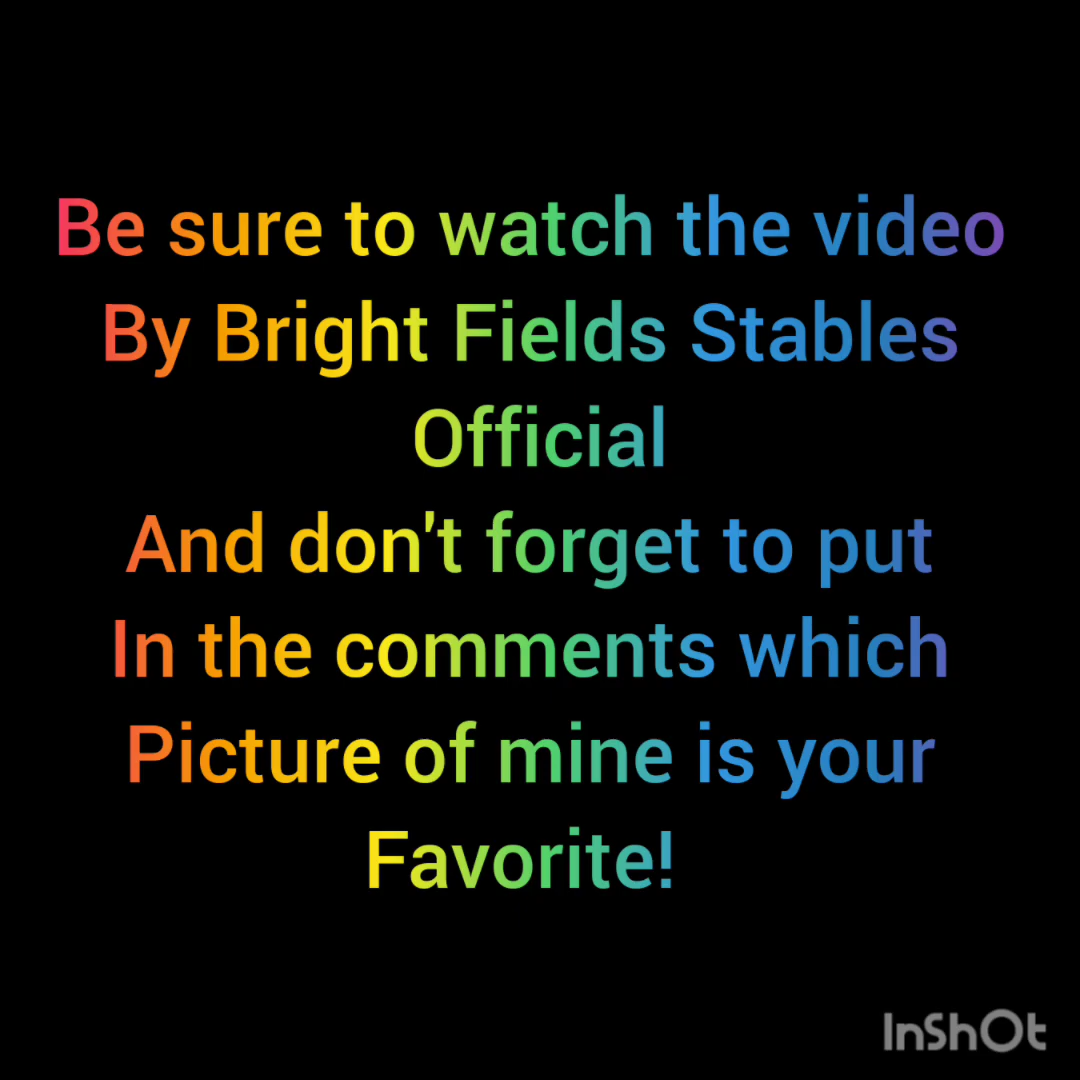 Be sure to watch the video
By Bright Fields Stables
Official
And don't forget to put
In the comments which
Picture of mine is your
Favorite!
InShOt